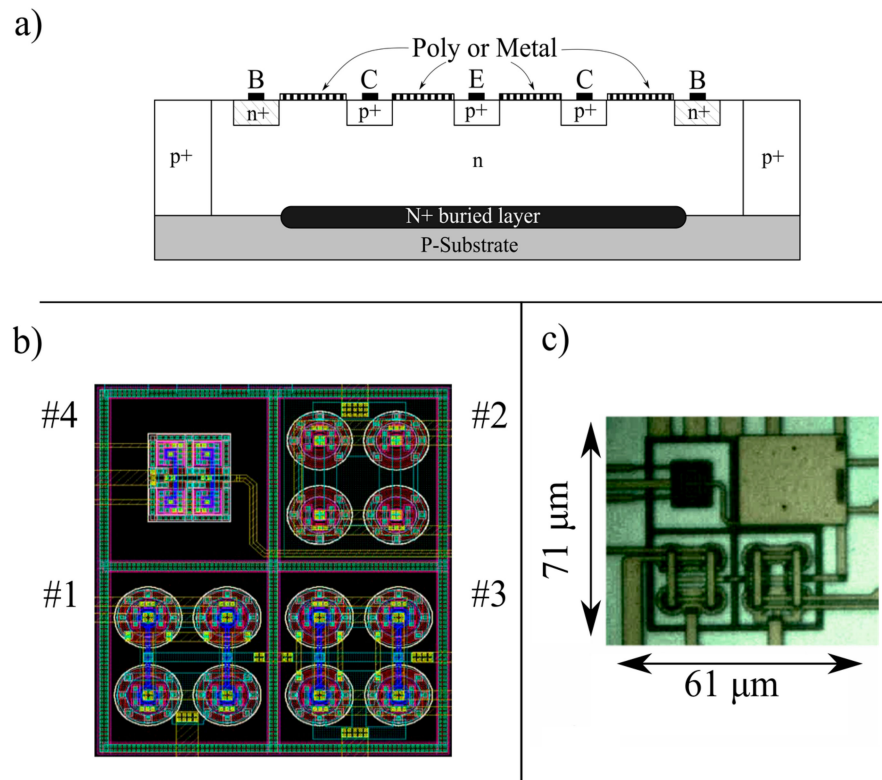 a)
Poly or Metal
B C E C B
n+ p+ p+ p+ n+
p+ n p+
N+ buried layer
P-Substrate
b)
#4 #2
#1 #3
c)
71 μm
61 μm